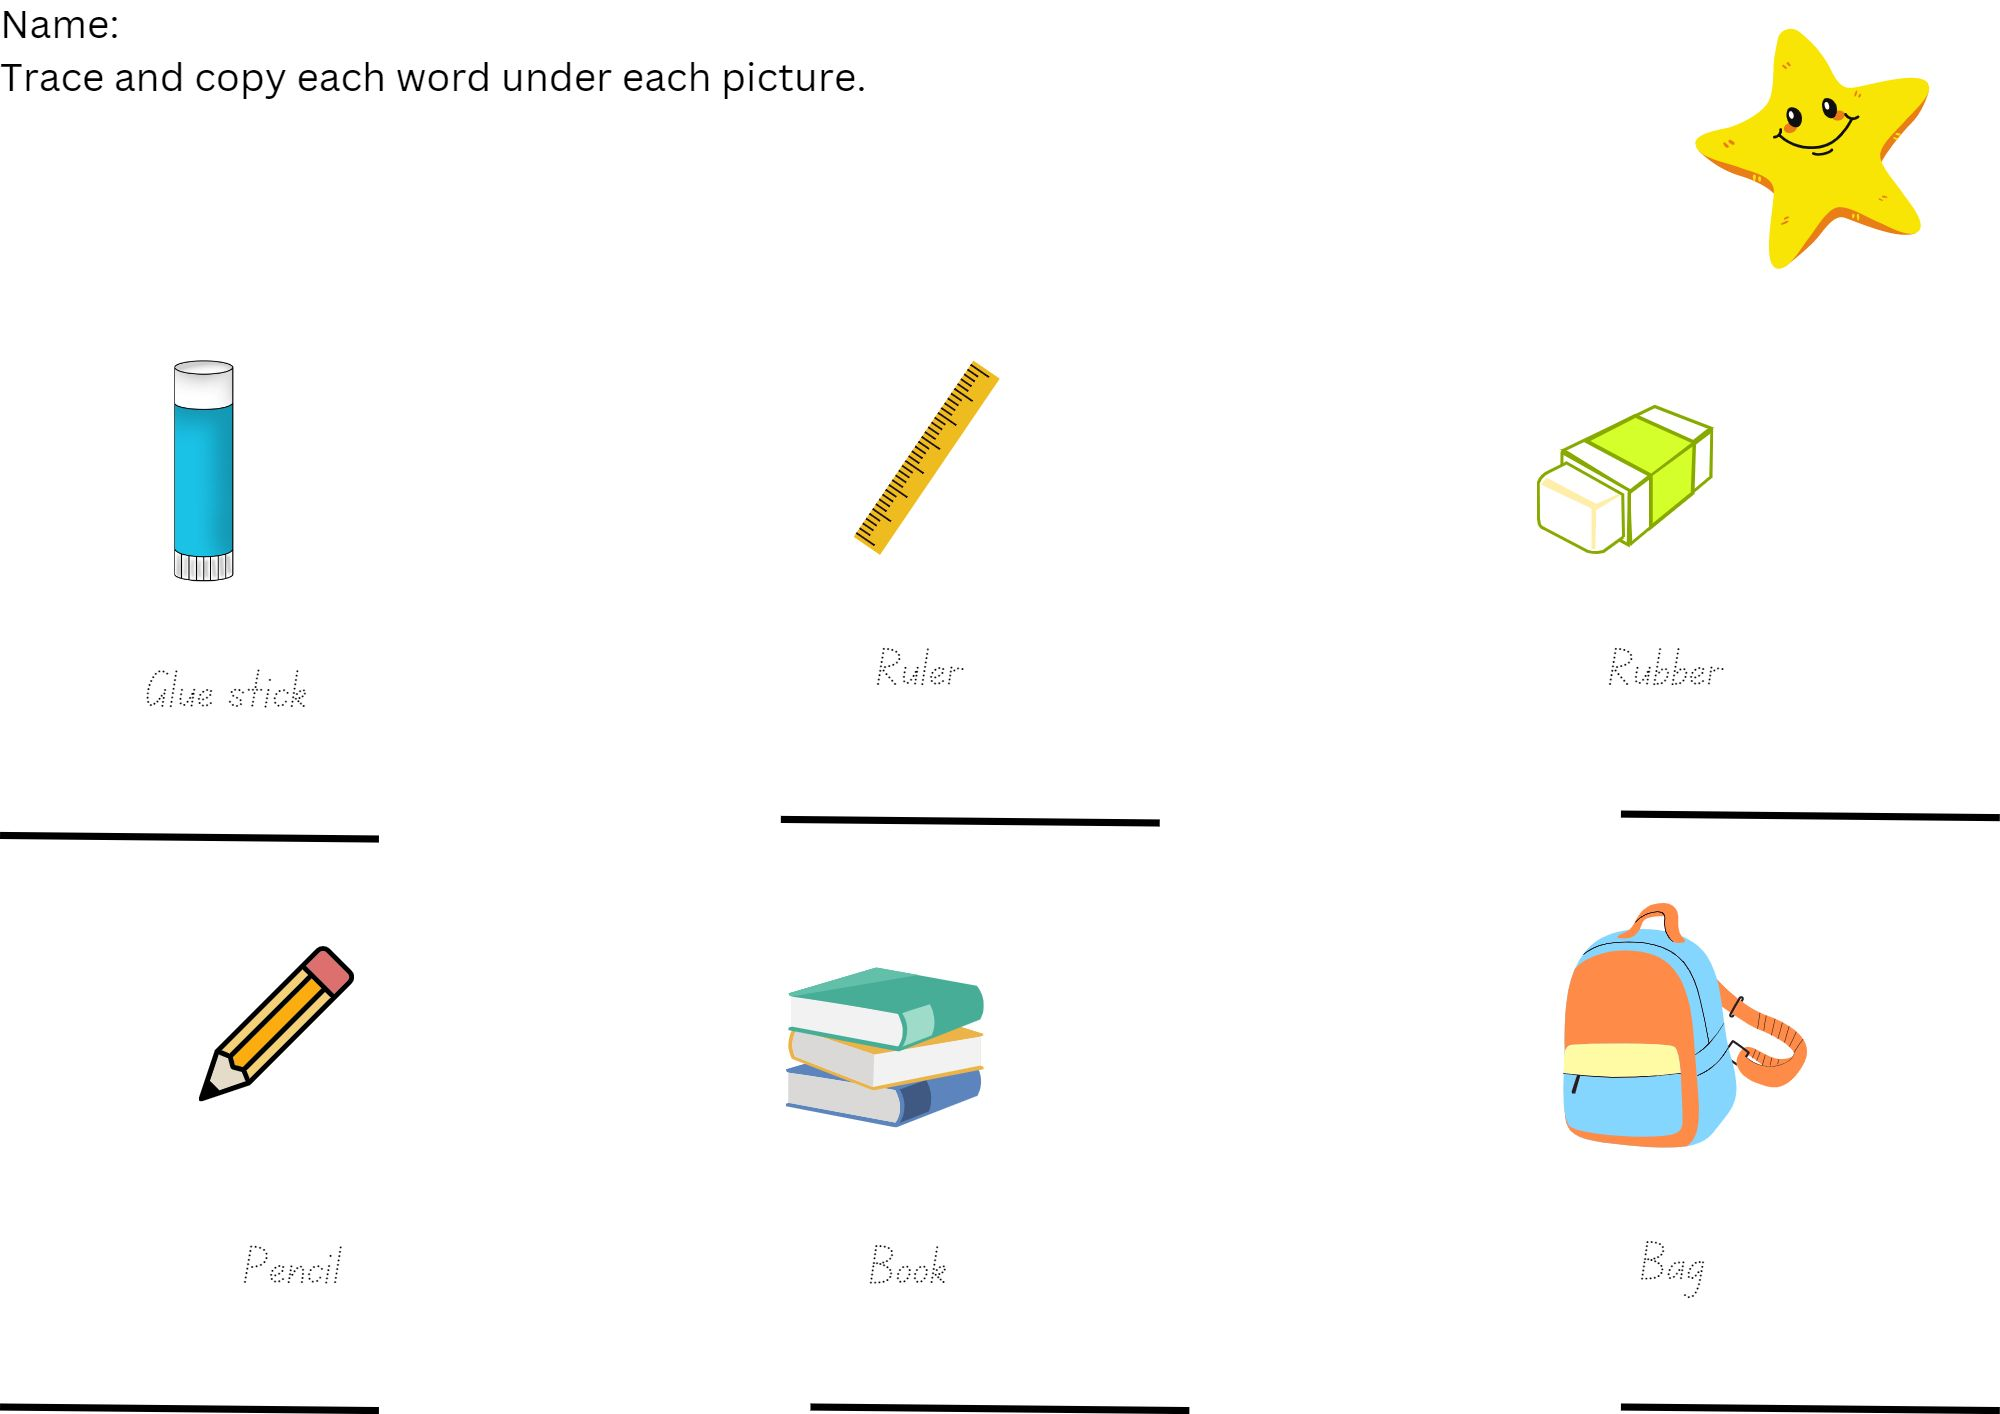 Name:
Trace and copy each word under each picture.
Glue stick
Ruler
Rubber
Pencil
Book
Bag